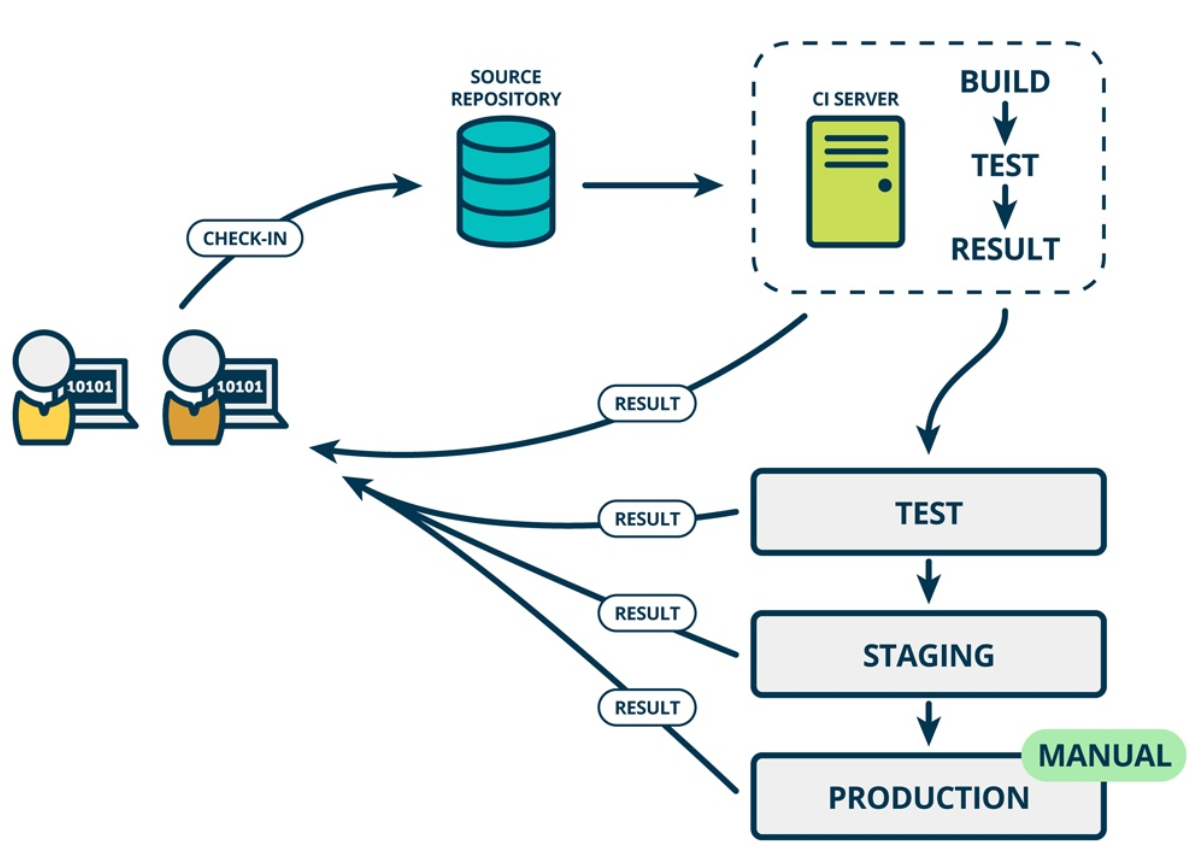 SOURCE
REPOSITORY
CI SERVER
BUILD
TEST
RESULT
CHECK-IN
10101
10101
RESULT
RESULT
TEST
RESULT
STAGING
RESULT
MANUAL
PRODUCTION